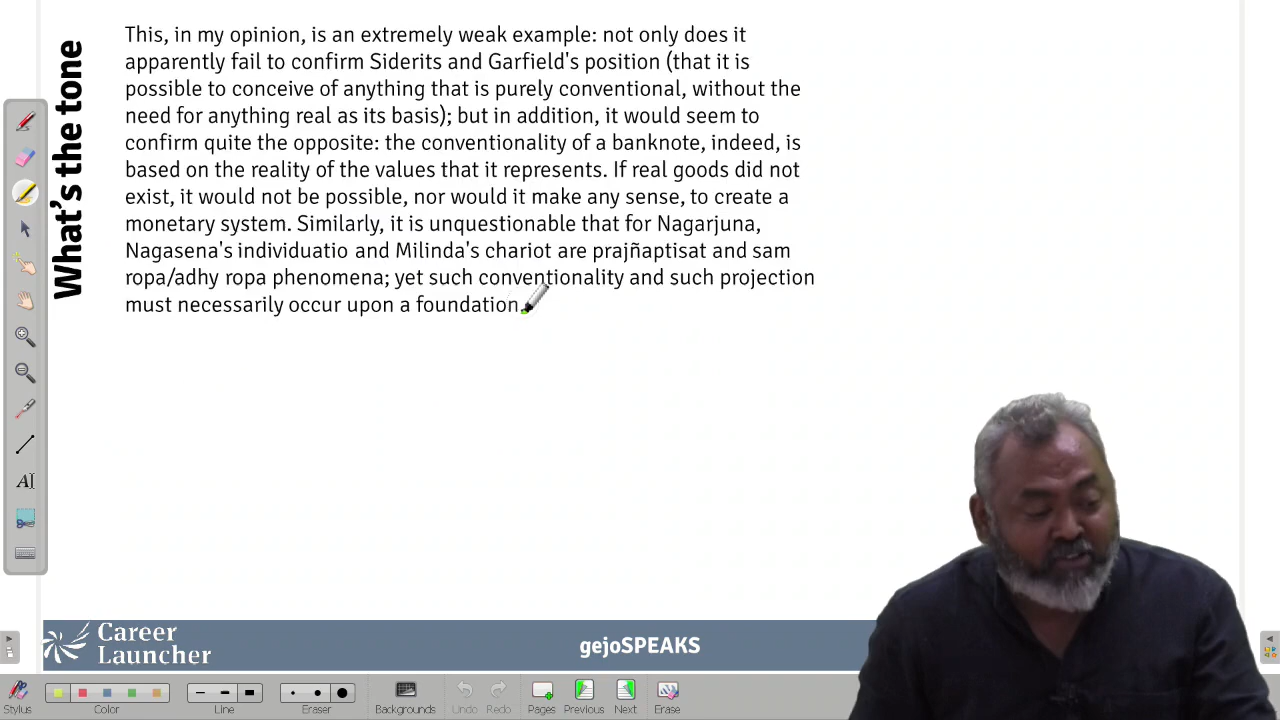 What's the tone
This, in my opinion, is an extremely weak example: not only does it
apparently fail to confirm Siderits and Garfield's position (that it is
possible to conceive of anything that is purely conventional, without the
need for anything real as its basis); but in addition, it would seem to
confirm quite the opposite: the conventionality of a banknote, indeed, is
based on the reality of the values that it represents. If real goods did not
exist, it would not be possible, nor would it make any sense, to create a
monetary system. Similarly, it is unquestionable that for Nagarjuna,
Nagasena's individuatio and Milinda's chariot are prajñaptisat and sam
ropa/adhy ropa phenomena; yet such conventionality and such projection
must necessarily occur upon a foundation.
AI
Career
Launcher
gejoSPEAKS
Stylus
Color
Line
Eraser
Backgrounds
Undo
Redo
Pages
Previous
Next
Erase